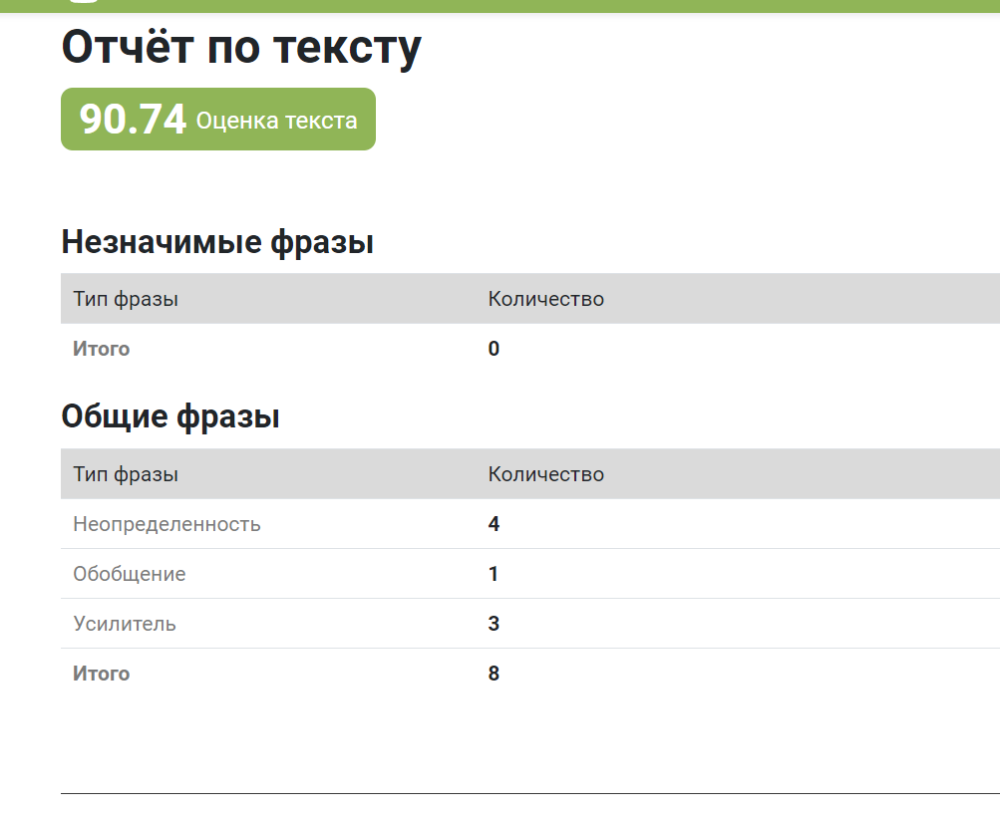 Отчёт по тексту
90.74 Оценка текста
Незначимые фразы
Тип фразы Количество
Итого 0
Общие фразы
Тип фразы Количество
Неопределенность 4
Обобщение 1
Усилитель 3
Итого 8